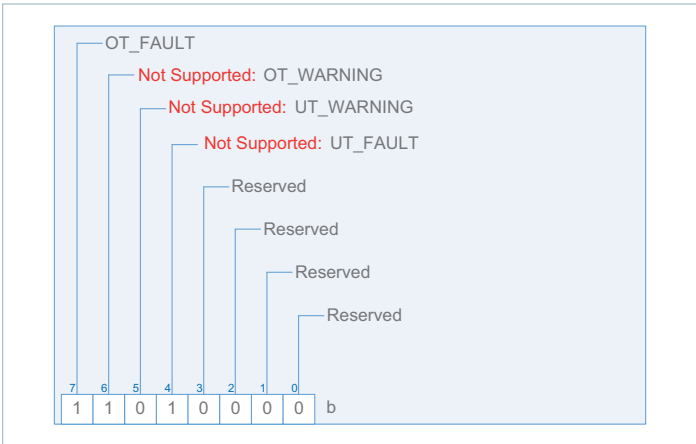 OT_FAULT
Not Supported: OT_WARNING
Not Supported: UT_WARNING
Not Supported: UT_FAULT
Reserved
Reserved
Reserved
Reserved
7 6 5 4 3 2 1 0
1 1 0 1 0 0 0 0 b